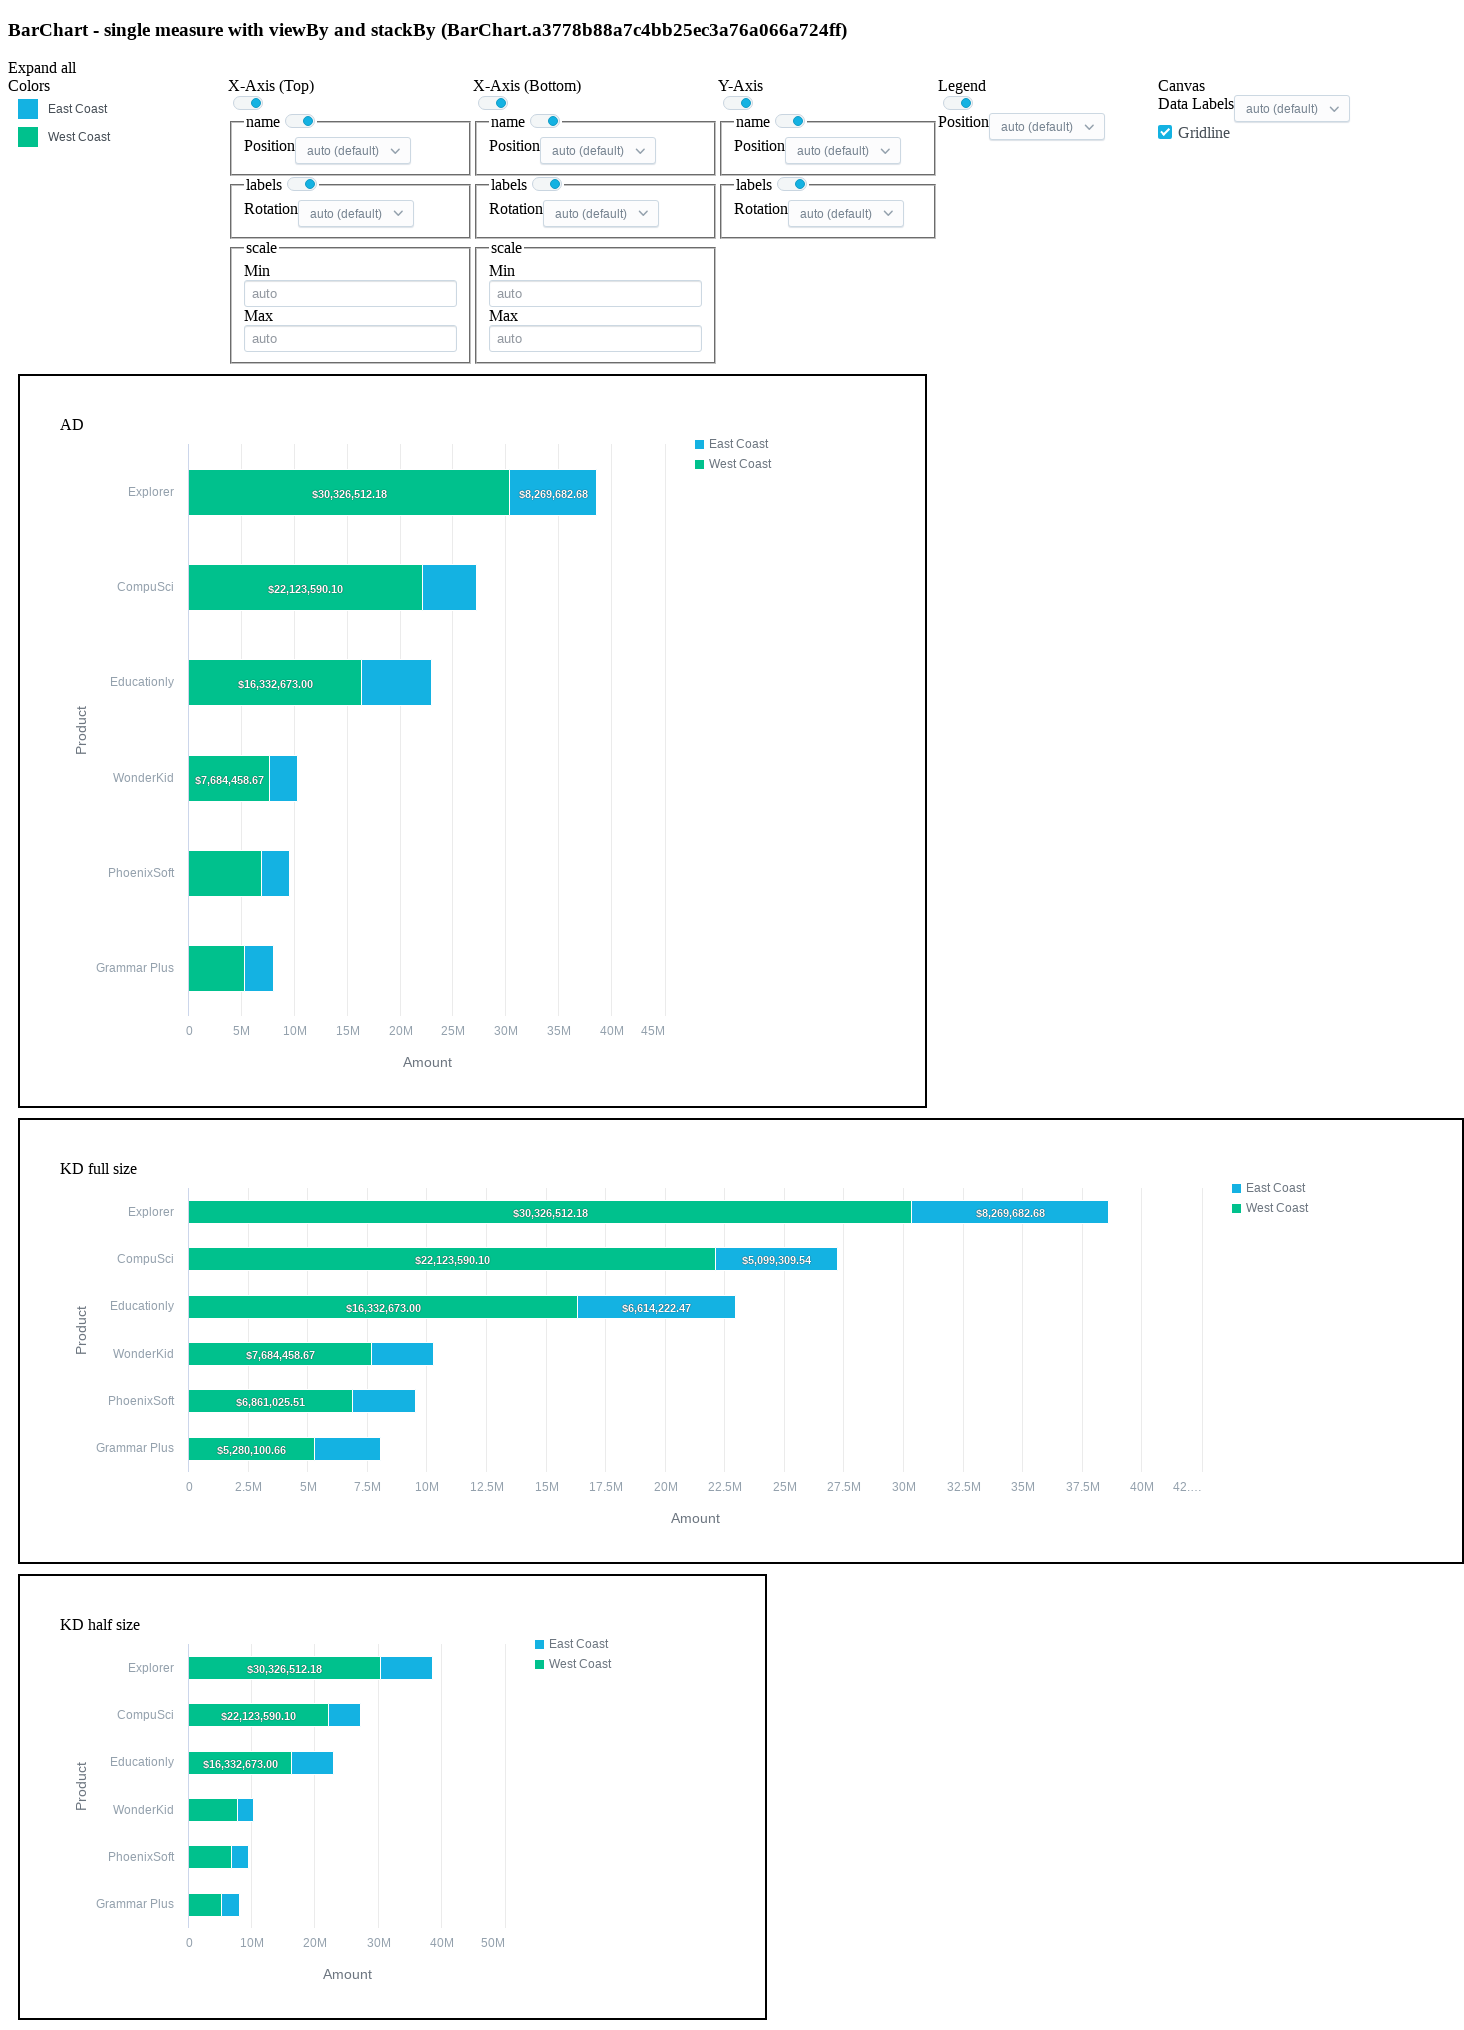 BarChart - single measure with viewBy and stackBy (BarChart.a3778b88a7c4bb25ec3a76a066a724ff)
Expand all
Colors
East Coast
West Coast
X-Axis (Top)
name
Position auto (default)
labels
Rotation auto (default)
scale
Min
auto
Max
auto
X-Axis (Bottom)
name
Position auto (default)
labels
Rotation auto (default)
scale
Min
auto
Max
auto
Y-Axis
name
Position auto (default)
labels
Rotation auto (default)
Legend
Position auto (default)
Canvas
Data Labels auto (default)
Gridline
AD
East Coast
West Coast
Explorer $30,326,512.18 $8,269,682.68
CompuSci $22,123,590.10
Educationly $16,332,673.00
Product
WonderKid $7,684,458.67
PhoenixSoft
Grammar Plus
0 5M 10M 15M 20M 25M 30M 35M 40M 45M
Amount
KD full size
East Coast
West Coast
Explorer $30,326,512.18 $8,269,682.68
CompuSci $22,123,590.10 $5,099,309.54
Educationly $16,332,673.00 $6,614,222.47
Product
WonderKid $7,684,458.67
PhoenixSoft $6,861,025.51
Grammar Plus $5,280,100.66
0 2.5M 5M 7.5M 10M 12.5M 15M 17.5M 20M 22.5M 25M 27.5M 30M 32.5M 35M 37.5M 40M 42.…
Amount
KD half size
East Coast
West Coast
Explorer $30,326,512.18
CompuSci $22,123,590.10
Educationly $16,332,673.00
Product
WonderKid
PhoenixSoft
Grammar Plus
0 10M 20M 30M 40M 50M
Amount